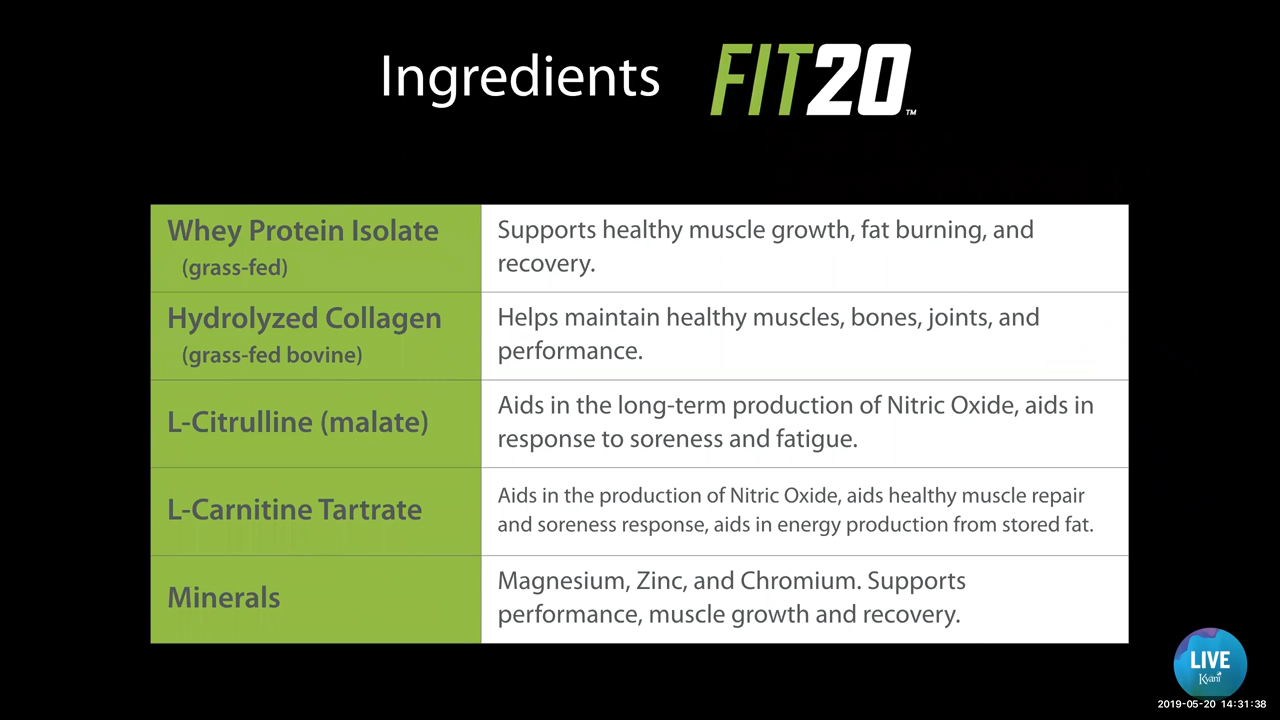 Ingredients FIT20™
Whey Protein Isolate
(grass-fed)
Supports healthy muscle growth, fat burning, and
recovery.
Hydrolyzed Collagen
(grass-fed bovine)
Helps maintain healthy muscles, bones, joints, and
performance.
L-Citrulline (malate)
Aids in the long-term production of Nitric Oxide, aids in
response to soreness and fatigue.
L-Carnitine Tartrate
Aids in the production of Nitric Oxide, aids healthy muscle repair
and soreness response, aids in energy production from stored fat.
Minerals
Magnesium, Zinc, and Chromium. Supports
performance, muscle growth and recovery.
LIVE
Kyäni
2019-05-20 14:31:38